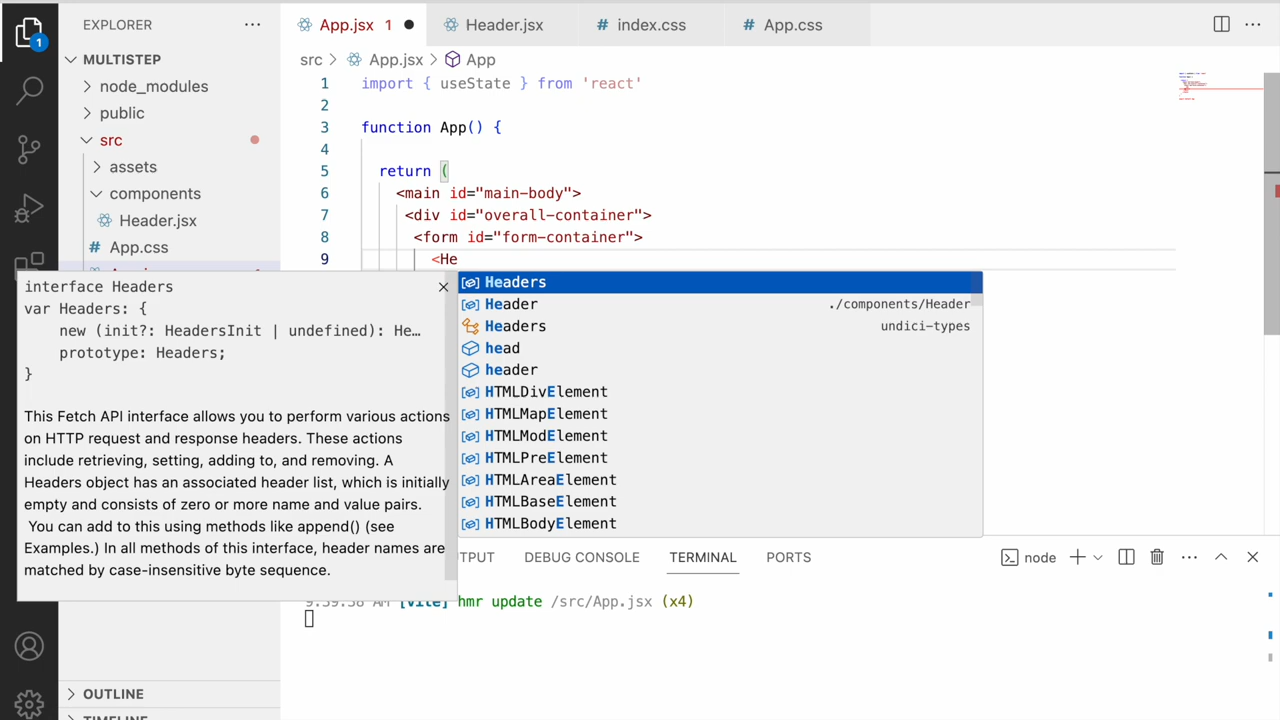 EXPLORER
MULTISTEP
node_modules
public
src
assets
components
Header.jsx
App.css
1
App.jsx 1
Header.jsx
# index.css
# App.css
src > App.jsx > App
1 import { useState } from 'react'
2
3 function App() {
4
5 return (
6 <main id="main-body">
7 <div id="overall-container">
8 <form id="form-container">
9 <He
interface Headers
var Headers: {
new (init?: HeadersInit | undefined): He…
prototype: Headers;
}
This Fetch API interface allows you to perform various actions
on HTTP request and response headers. These actions
include retrieving, setting, adding to, and removing. A
Headers object has an associated header list, which is initially
empty and consists of zero or more name and value pairs.
You can add to this using methods like append() (see
Examples.) In all methods of this interface, header names are
matched by case-insensitive byte sequence.
Headers
Header ./components/Header
Headers undici-types
head
header
HTMLDivElement
HTMLMapElement
HTMLModElement
HTMLPreElement
HTMLAreaElement
HTMLBaseElement
HTMLBodyElement
TPUT DEBUG CONSOLE TERMINAL PORTS
node
9:59:58 AM [vite] hmr update /src/App.jsx (x4)
OUTLINE
TIMELINE